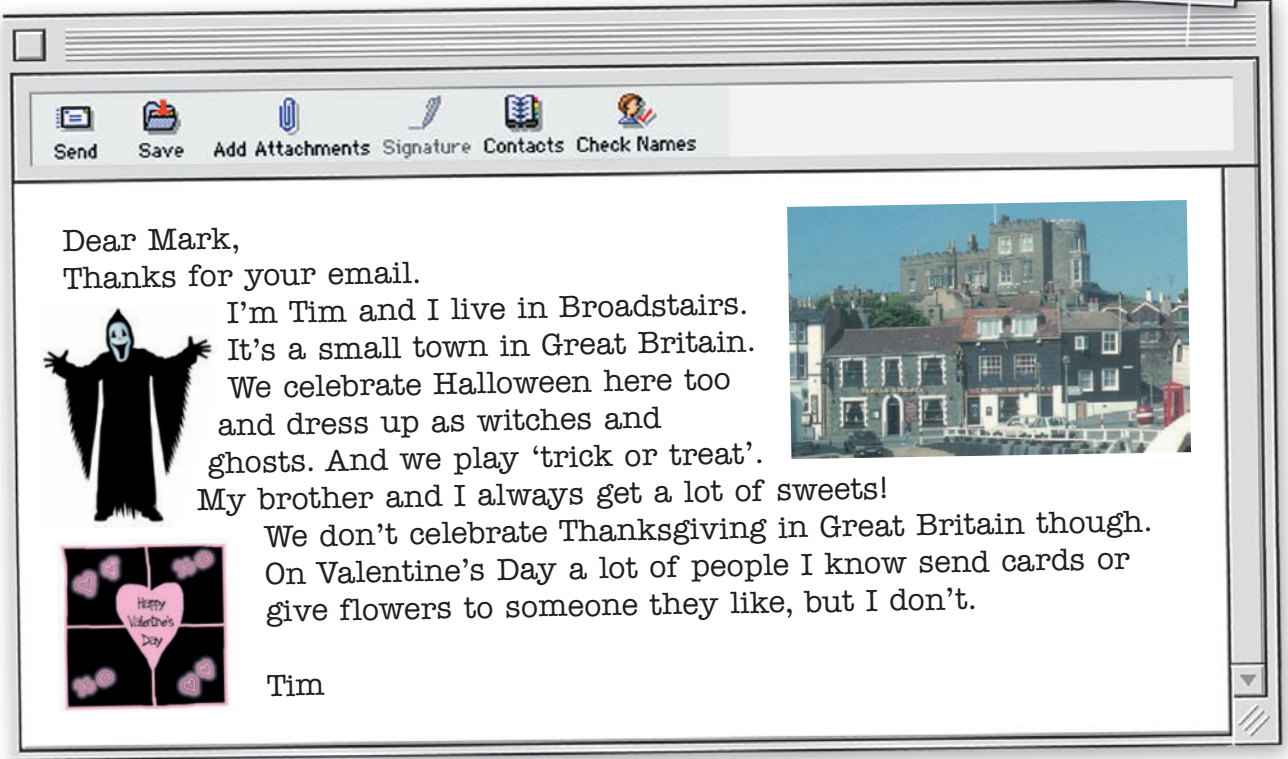 Send Save Add Attachments Signature Contacts Check Names
Dear Mark,
Thanks for your email.
I’m Tim and I live in Broadstairs.
It’s a small town in Great Britain.
We celebrate Halloween here too
and dress up as witches and
ghosts. And we play ‘trick or treat’.
My brother and I always get a lot of sweets!
We don’t celebrate Thanksgiving in Great Britain though.
On Valentine’s Day a lot of people I know send cards or
give flowers to someone they like, but I don’t.
Happy
Valentine's
Day
Tim